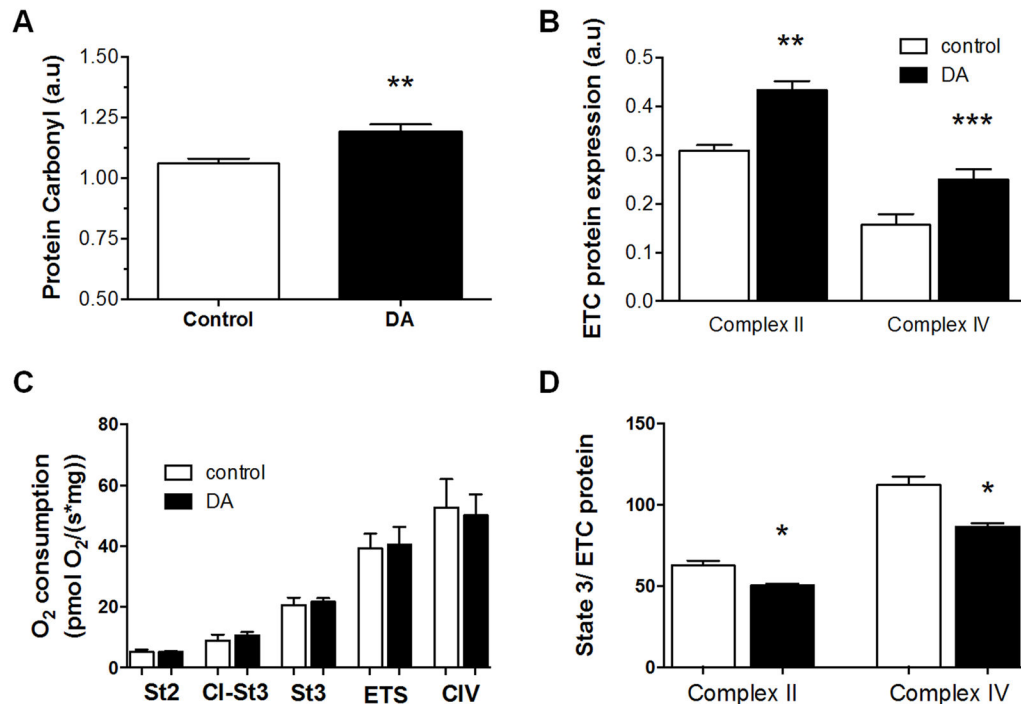 A
Protein Carbonyl (a.u)
1.50
1.25
1.00
0.75
0.50
**
Control DA
B
ETC protein expression (a.u)
0.5
0.4
0.3
0.2
0.1
0.0
**
***
control
DA
Complex II Complex IV
C
O2 consumption
(pmol O2/(s*mg))
80
60
40
20
0
control
DA
St2 CI-St3 St3 ETS CIV
D
State 3/ ETC protein
150
100
50
0
*
*
Complex II Complex IV